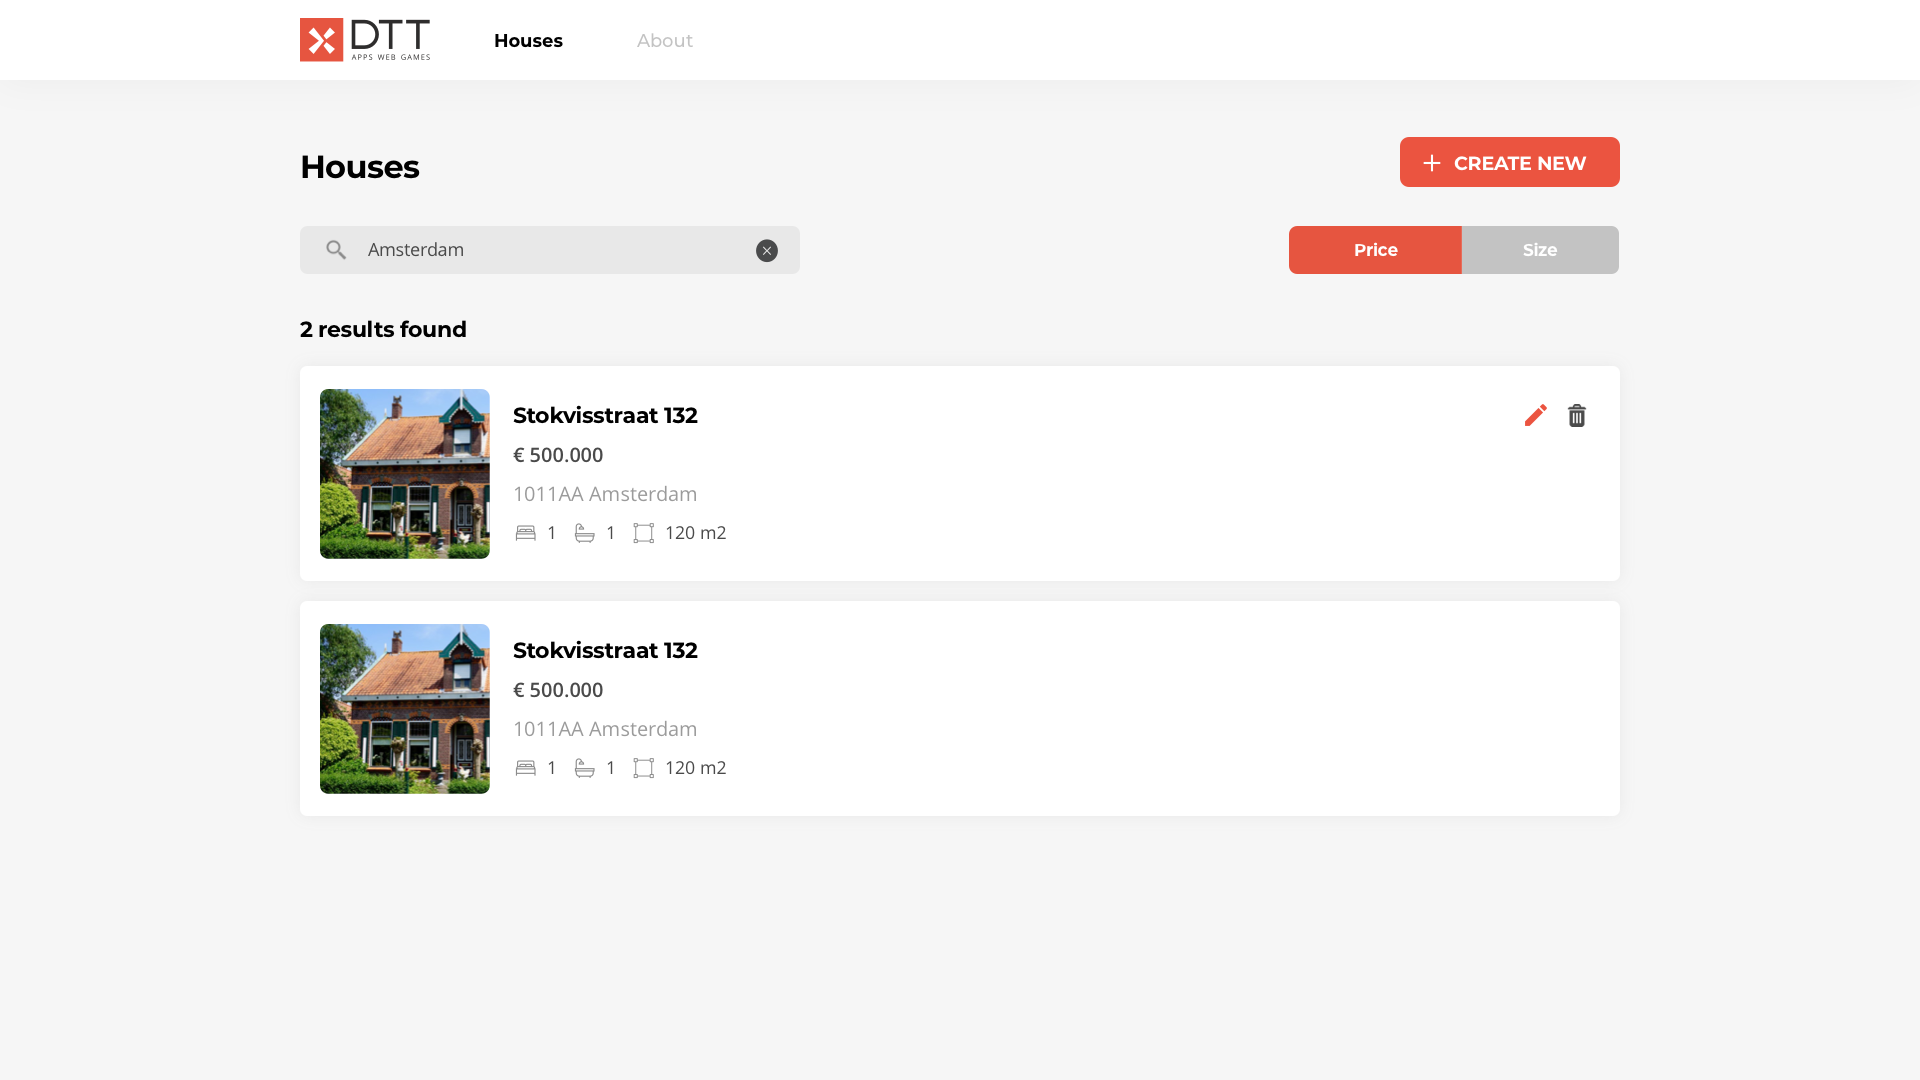 DTT
APPS WEB GAMES
Houses
About
Houses
CREATE NEW
Amsterdam
Price
Size
2 results found
Stokvisstraat 132
€ 500.000
1011AA Amsterdam
1 1 120 m2
Stokvisstraat 132
€ 500.000
1011AA Amsterdam
1 1 120 m2